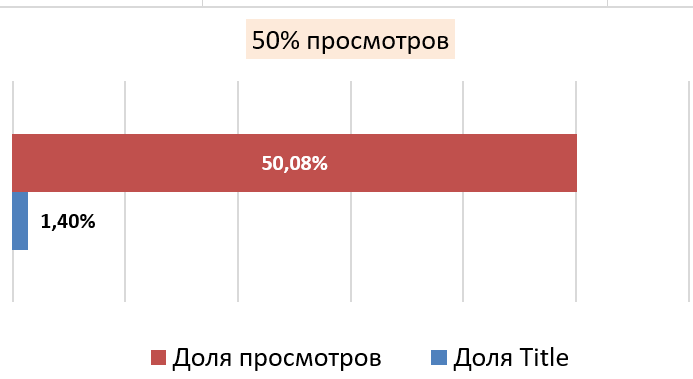 50% просмотров
50,08%
1,40%
Доля просмотров
Доля Title